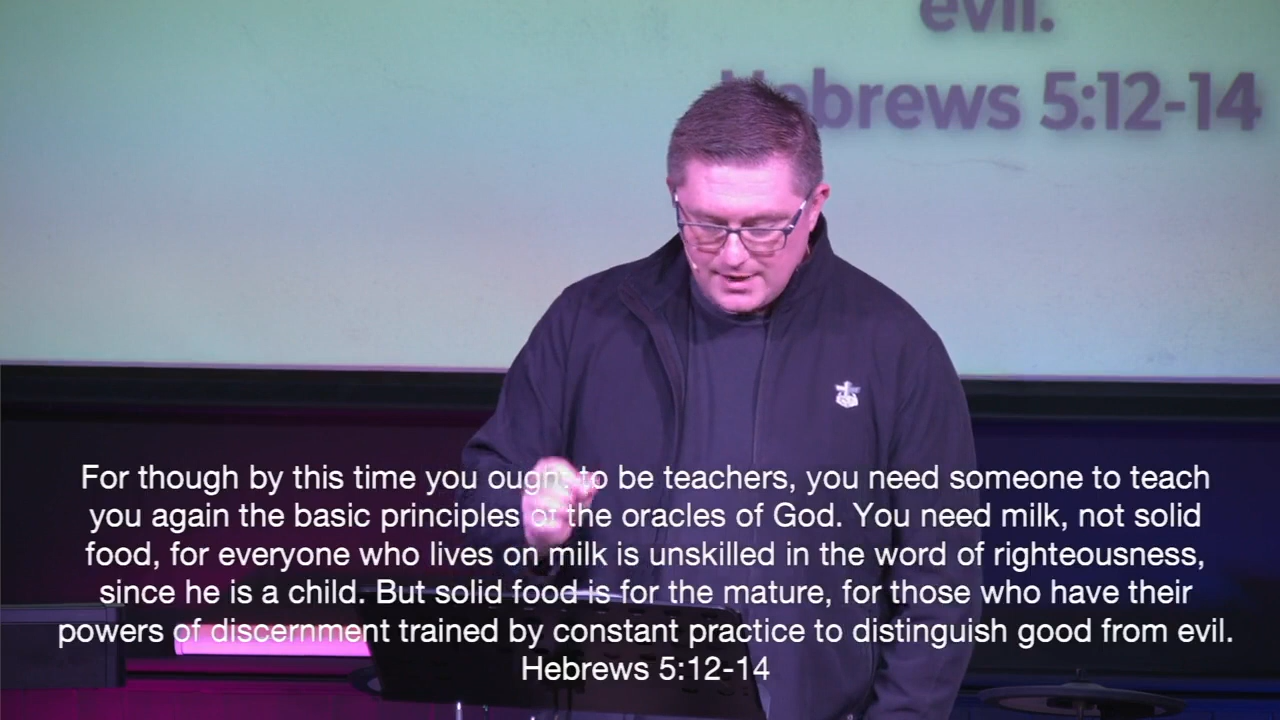 evil.
Hebrews 5:12-14
For though by this time you ought to be teachers, you need someone to teach
you again the basic principles of the oracles of God. You need milk, not solid
food, for everyone who lives on milk is unskilled in the word of righteousness,
since he is a child. But solid food is for the mature, for those who have their
powers of discernment trained by constant practice to distinguish good from evil.
Hebrews 5:12-14